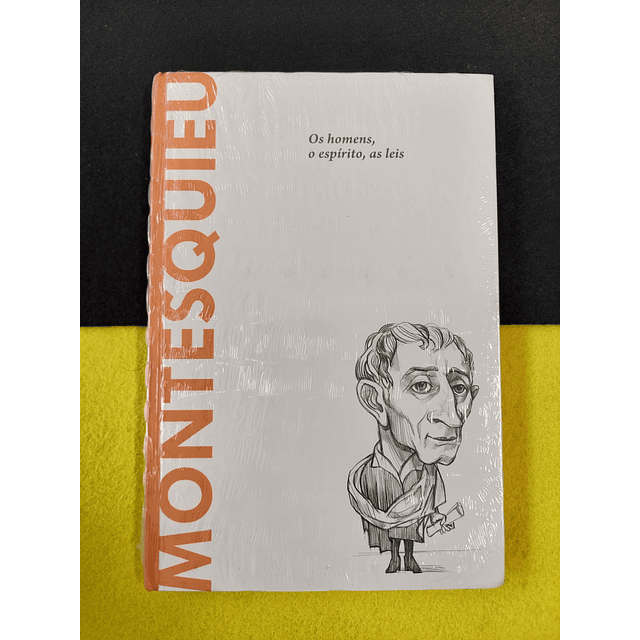 MONTESQUIEU
Os homens,
o espírito, as leis